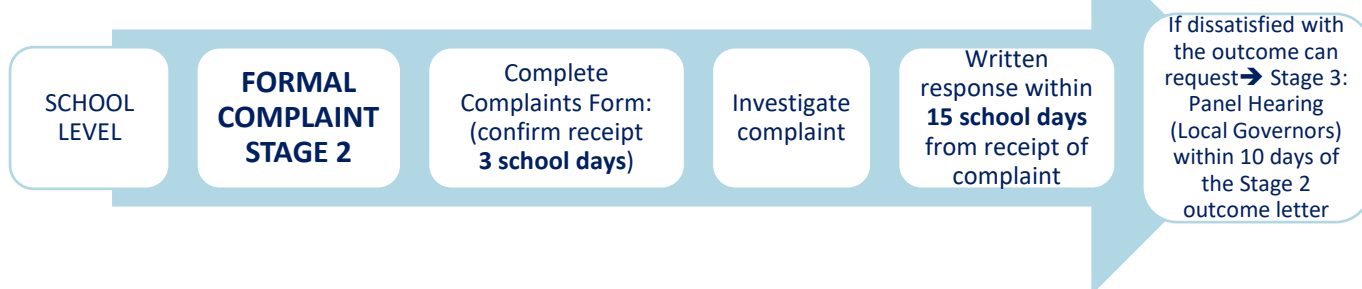 SCHOOL
LEVEL
FORMAL
COMPLAINT
STAGE 2
Complete
Complaints Form:
(confirm receipt
3 school days)
Investigate
complaint
Written
response within
15 school days
from receipt of
complaint
If dissatisfied with
the outcome can
request➔ Stage 3:
Panel Hearing
(Local Governors)
within 10 days of
the Stage 2
outcome letter